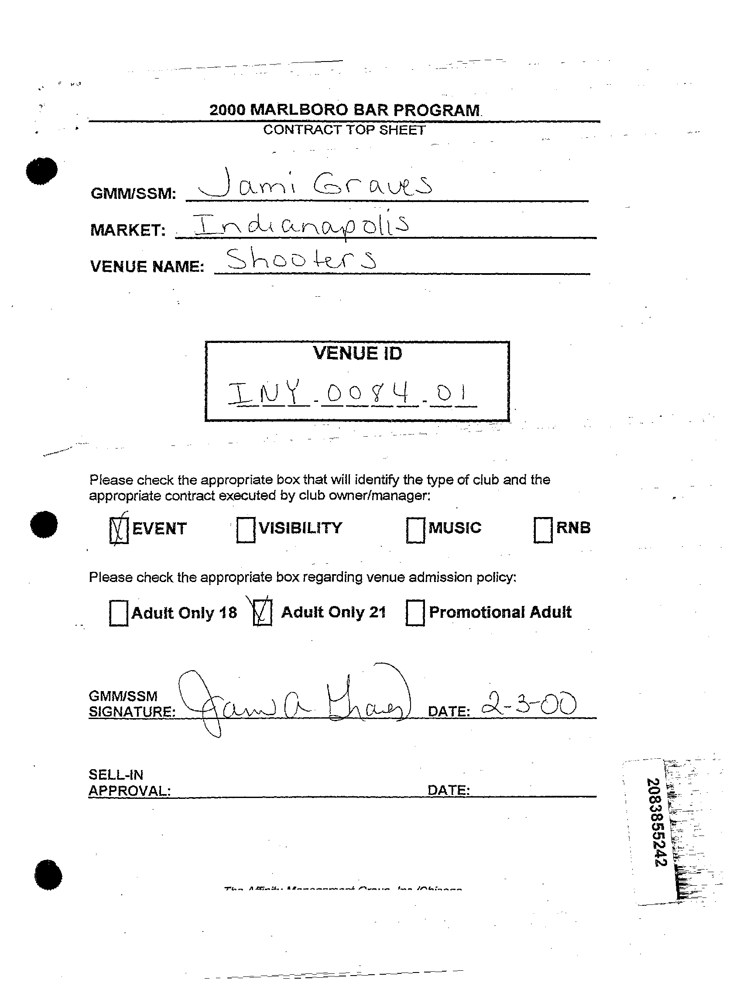 2000 MARLBORO BAR PROGRAM
CONTRACT TOP SHEET
GMM/SSM: Jami Graves
MARKET: Indianapolis
VENUE NAME: Shooters
VENUE ID
INY.0084.01
Please check the appropriate box that will identify the type of club and the
appropriate contract executed by club owner/manager:
EVENT VISIBILITY MUSIC RNB
Please check the appropriate box regarding venue admission policy:
Adult Only 18 Adult Only 21 Promotional Adult
GMM/SSM
SIGNATURE: Jami A Graves DATE: 2-3-00
SELL-IN
APPROVAL: DATE:
2083855242